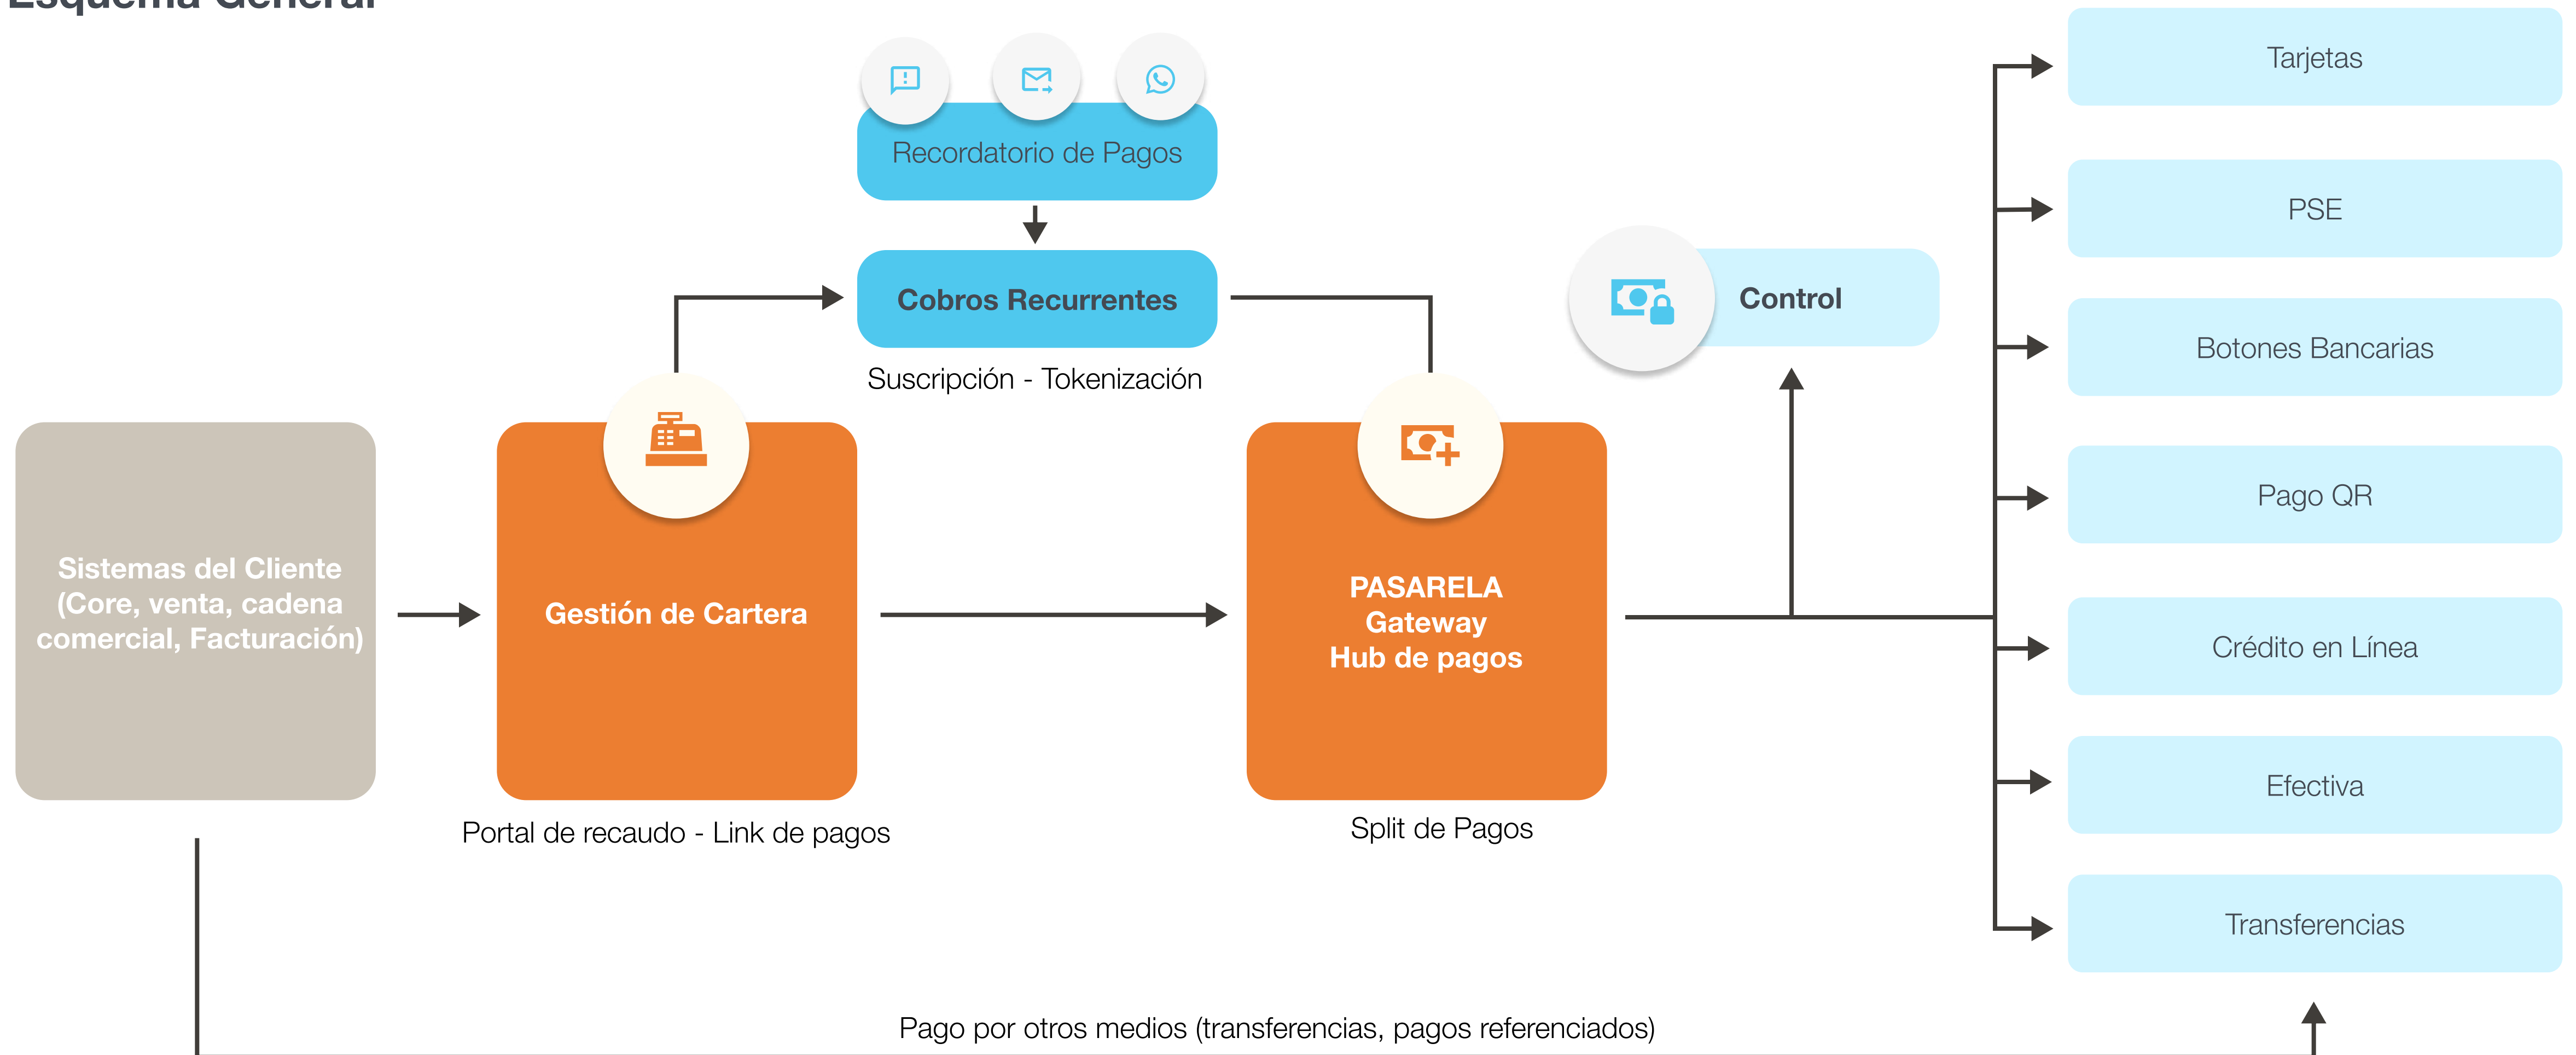 Esquema General
Recordatorio de Pagos
Cobros Recurrentes
Suscripción - Tokenización
Sistemas del Cliente
(Core, venta, cadena
comercial, Facturación)
Gestión de Cartera
Portal de recaudo - Link de pagos
PASARELA
Gateway
Hub de pagos
Split de Pagos
Control
Tarjetas
PSE
Botones Bancarias
Pago QR
Crédito en Línea
Efectiva
Transferencias
Pago por otros medios (transferencias, pagos referenciados)